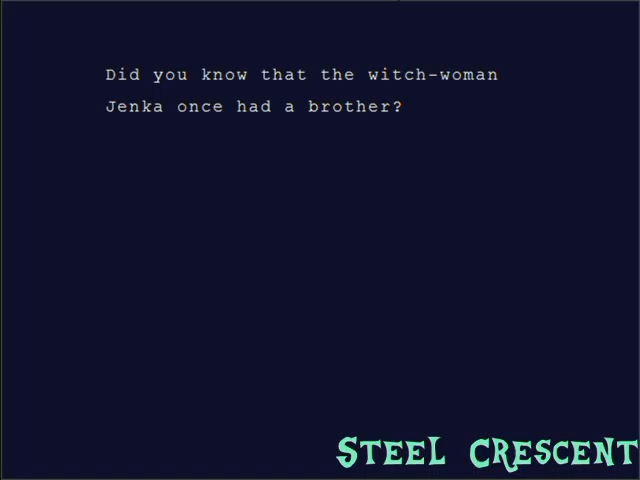 Did you know that the witch-woman
Jenka once had a brother?
STEEL CRESCENT